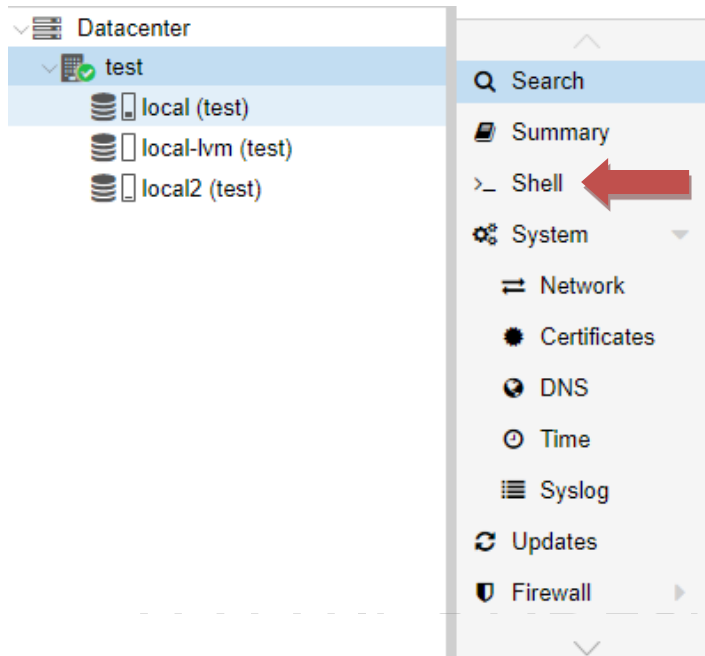 Datacenter
test
local (test)
local-lvm (test)
local2 (test)
Search
Summary
Shell
System
Network
Certificates
DNS
Time
Syslog
Updates
Firewall